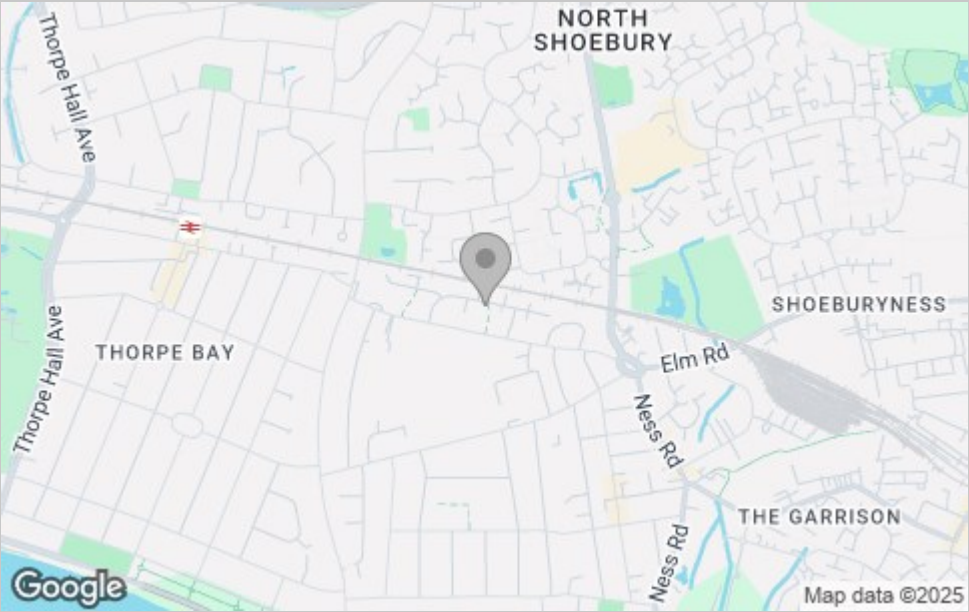 NORTH
SHOEBURY
Thorpe Hall Ave
SHOEBURYNESS
THORPE BAY
Elm Rd
Thorpe Hall Ave
Ness Rd
THE GARRISON
Ness Rd
Google
Map data ©2025